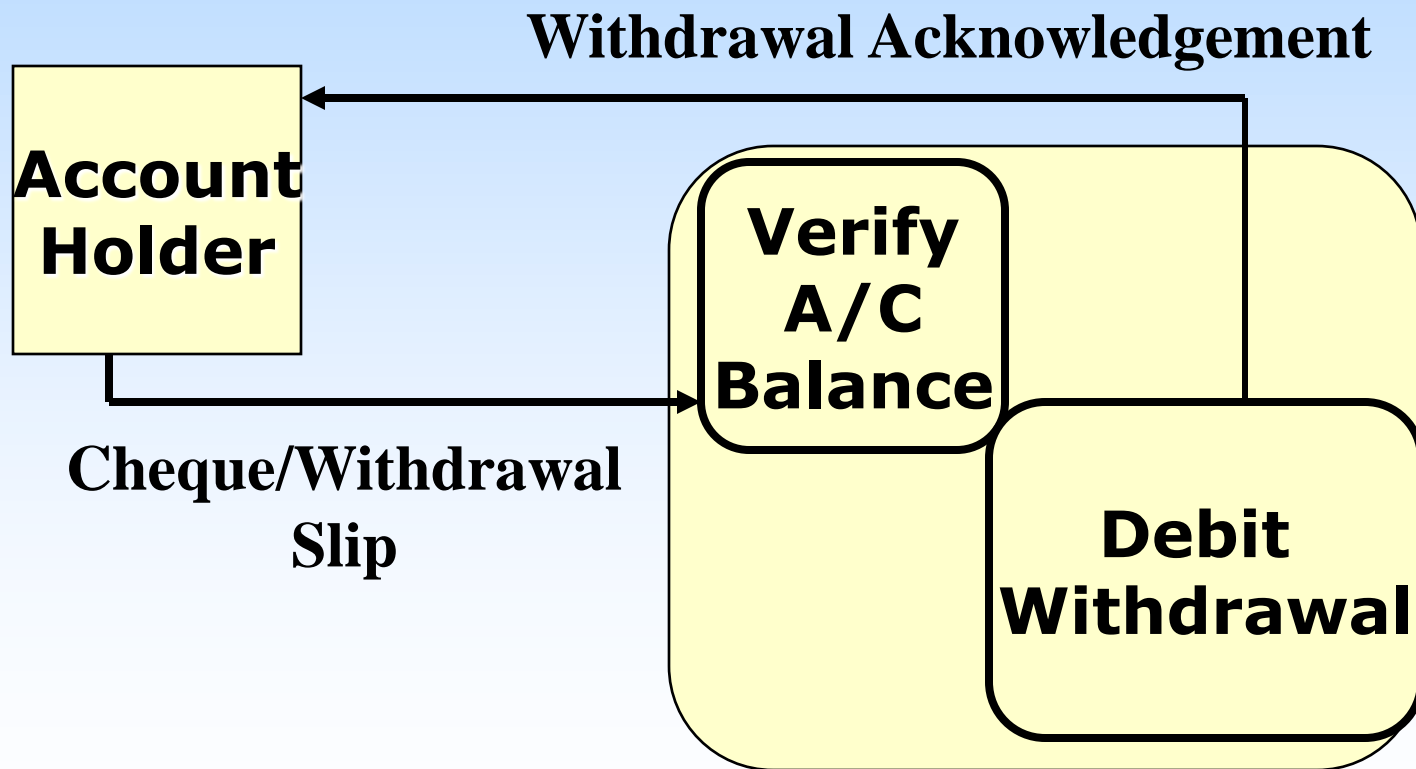 Withdrawal Acknowledgement
Account
Holder
Verify
A/C
Balance
Cheque/Withdrawal
Slip
Debit
Withdrawal